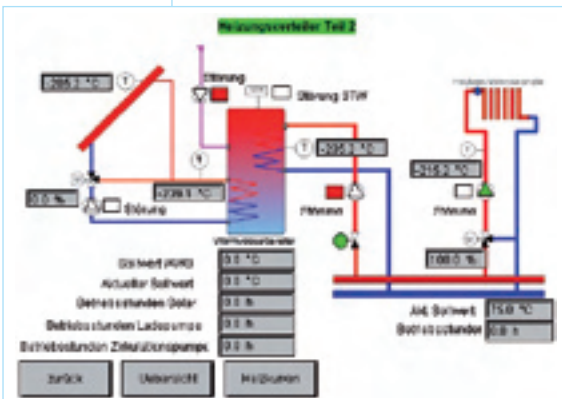 Heizungsverteiler Teil 2
Störung
Störung STW
T
T
T
T
0.0 %
Störung
Störung
Störung
100.0 %
Sollwert
0.0 °C
Aktueller Sollwert
0.0 °C
Betriebsstunden Solar
0.0 h
Betriebsstunden Ladepumpe
0.0 h
Betriebsstunden Zirkulationspumpe
0.0 h
Akt. Sollwert
75.0 °C
Betriebsstunden
0.0 h
zurück
Uebersicht
Heizkurven